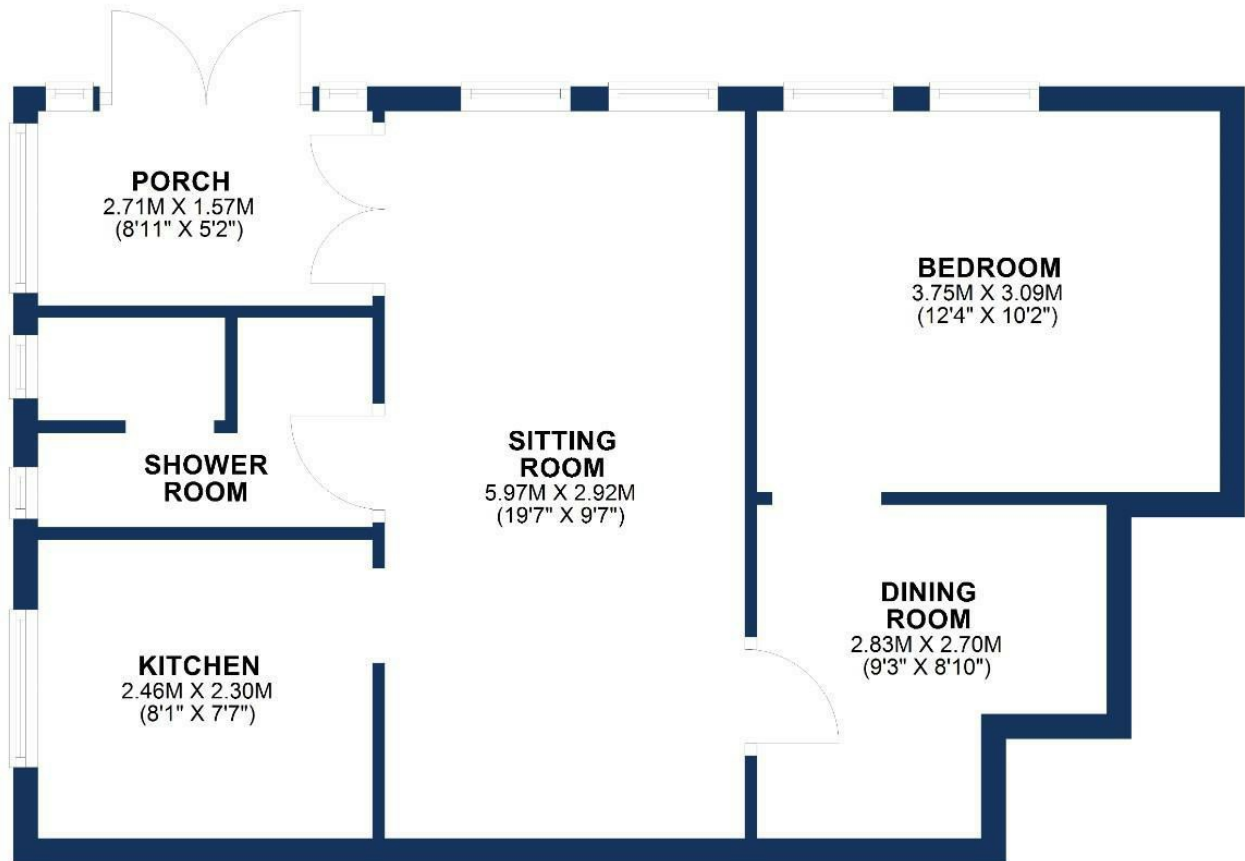 PORCH
2.71M X 1.57M
(8'11" X 5'2")
BEDROOM
3.75M X 3.09M
(12'4" X 10'2")
SITTING
ROOM
5.97M X 2.92M
(19'7" X 9'7")
SHOWER
ROOM
DINING
ROOM
2.83M X 2.70M
(9'3" X 8'10")
KITCHEN
2.46M X 2.30M
(8'1" X 7'7")